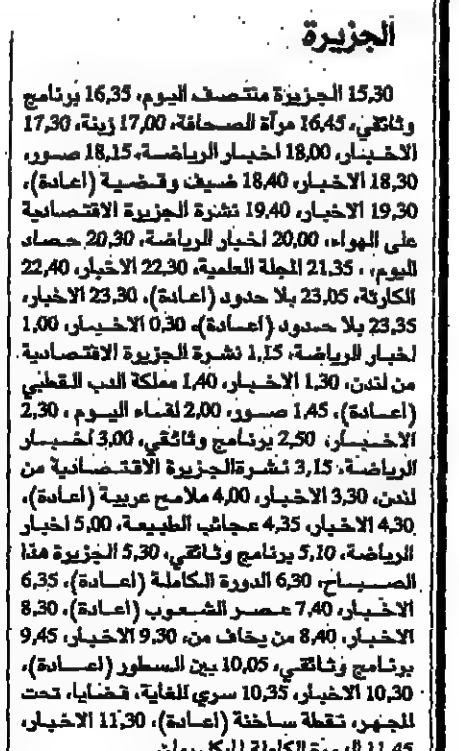 الجزيرة
15,30 الجزيرة منتصف اليوم، 16,35 برنامج
وثائقي، 16,45 مرآة الصحافة، 17,00 زينة، 17,30
الاخبار، 18,00 اخبار الرياضة، 18,15 صور،
18,30 الاخبار، 18,40 ضيف وقضية (اعادة)،
19,30 الاخبار، 19,40 نشرة الجزيرة الاقتصادية
على الهواء، 20,00 اخبار الرياضة، 20,30 حصاد
اليوم، 21,35 المجلة العلمية، 22,30 الاخبار، 22,40
الكارثة، 23,05 بلا حدود (اعادة)، 23,30 الاخبار،
23,35 بلا حدود (اعادة)، 0,30 الاخبار، 1,00
اخبار الرياضة، 1,15 نشرة الجزيرة الاقتصادية
من لندن، 1,30 الاخبار، 1,40 مملكة الدب القطبي
(اعادة)، 1,45 صور، 2,00 لقاء اليوم، 2,30
الاخبار، 2,50 برنامج وثائقي، 3,00 اخبار
الرياضة، 3,15 نشرةالجزيرة الاقتصادية من
لندن، 3,30 الاخبار، 4,00 ملامح عربية (اعادة)،
4,30 الاخبار، 4,35 عجائب الطبيعة، 5,00 اخبار
الرياضة، 5,10 برنامج وثائقي، 5,30 الجزيرة هذا
الصباح، 6,30 الدورة الكاملة (اعادة)، 6,35
الاخبار، 7,40 عصر الشعوب (اعادة)، 8,30
الاخبار، 8,40 من يخاف من، 9,30 الاخبار، 9,45
برنامج وثائقي، 10,05 بين السطور (اعادة)،
10,30 الاخبار، 10,35 سري للغاية، قضايا، تحت
المجهر، نقطة ساخنة (اعادة)، 11,30 الاخبار،
11,45 الدورة الكاملة